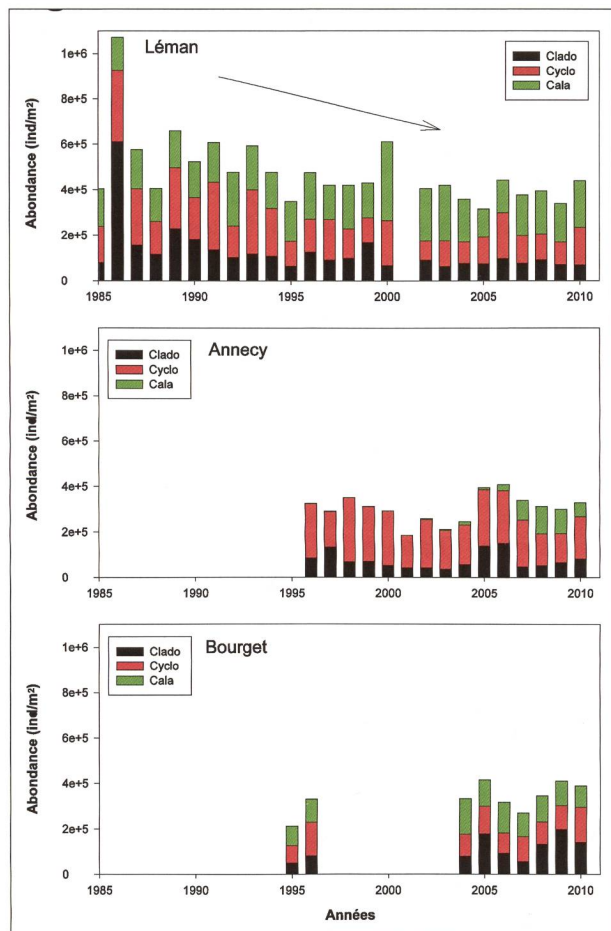 Léman
Clado
Cyclo
Cala
Abondance (ind/m²)
1e+6
8e+5
6e+5
4e+5
2e+5
0
1985 1990 1995 2000 2005 2010
Annecy
Clado
Cyclo
Cala
Abondance (ind/m²)
1e+6
8e+5
6e+5
4e+5
2e+5
0
1985 1990 1995 2000 2005 2010
Bourget
Clado
Cyclo
Cala
Abondance (ind/m²)
1e+6
8e+5
6e+5
4e+5
2e+5
0
1985 1990 1995 2000 2005 2010
Années